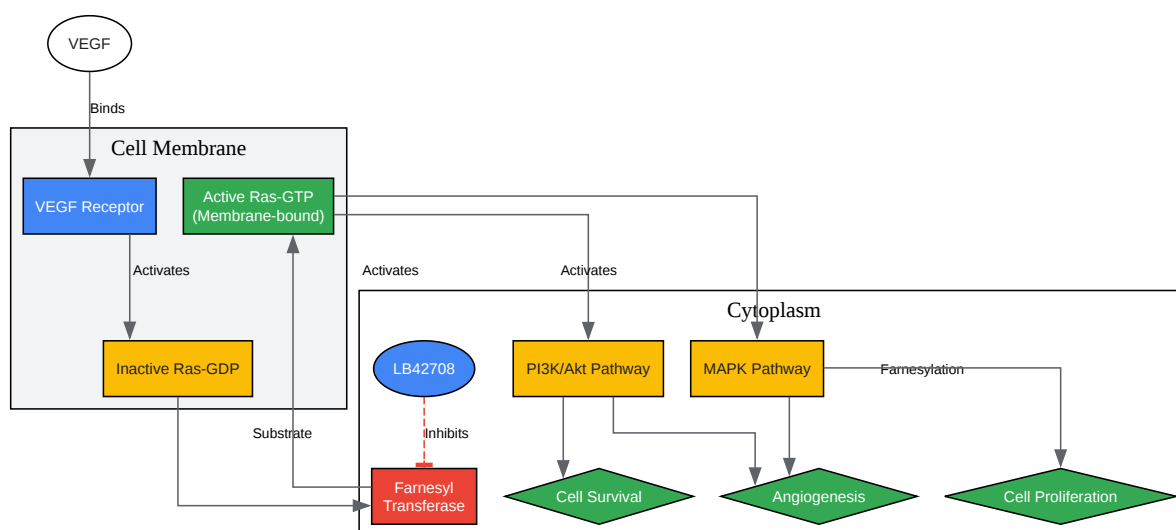 VEGF
Binds
Cell Membrane
VEGF Receptor
Active Ras-GTP
(Membrane-bound)
Activates
Activates
Activates
Cytoplasm
Inactive Ras-GDP
LB42708
PI3K/Akt Pathway
MAPK Pathway
Farnesylation
Substrate
Inhibits
Farnesyl
Transferase
Cell Survival
Angiogenesis
Cell Proliferation